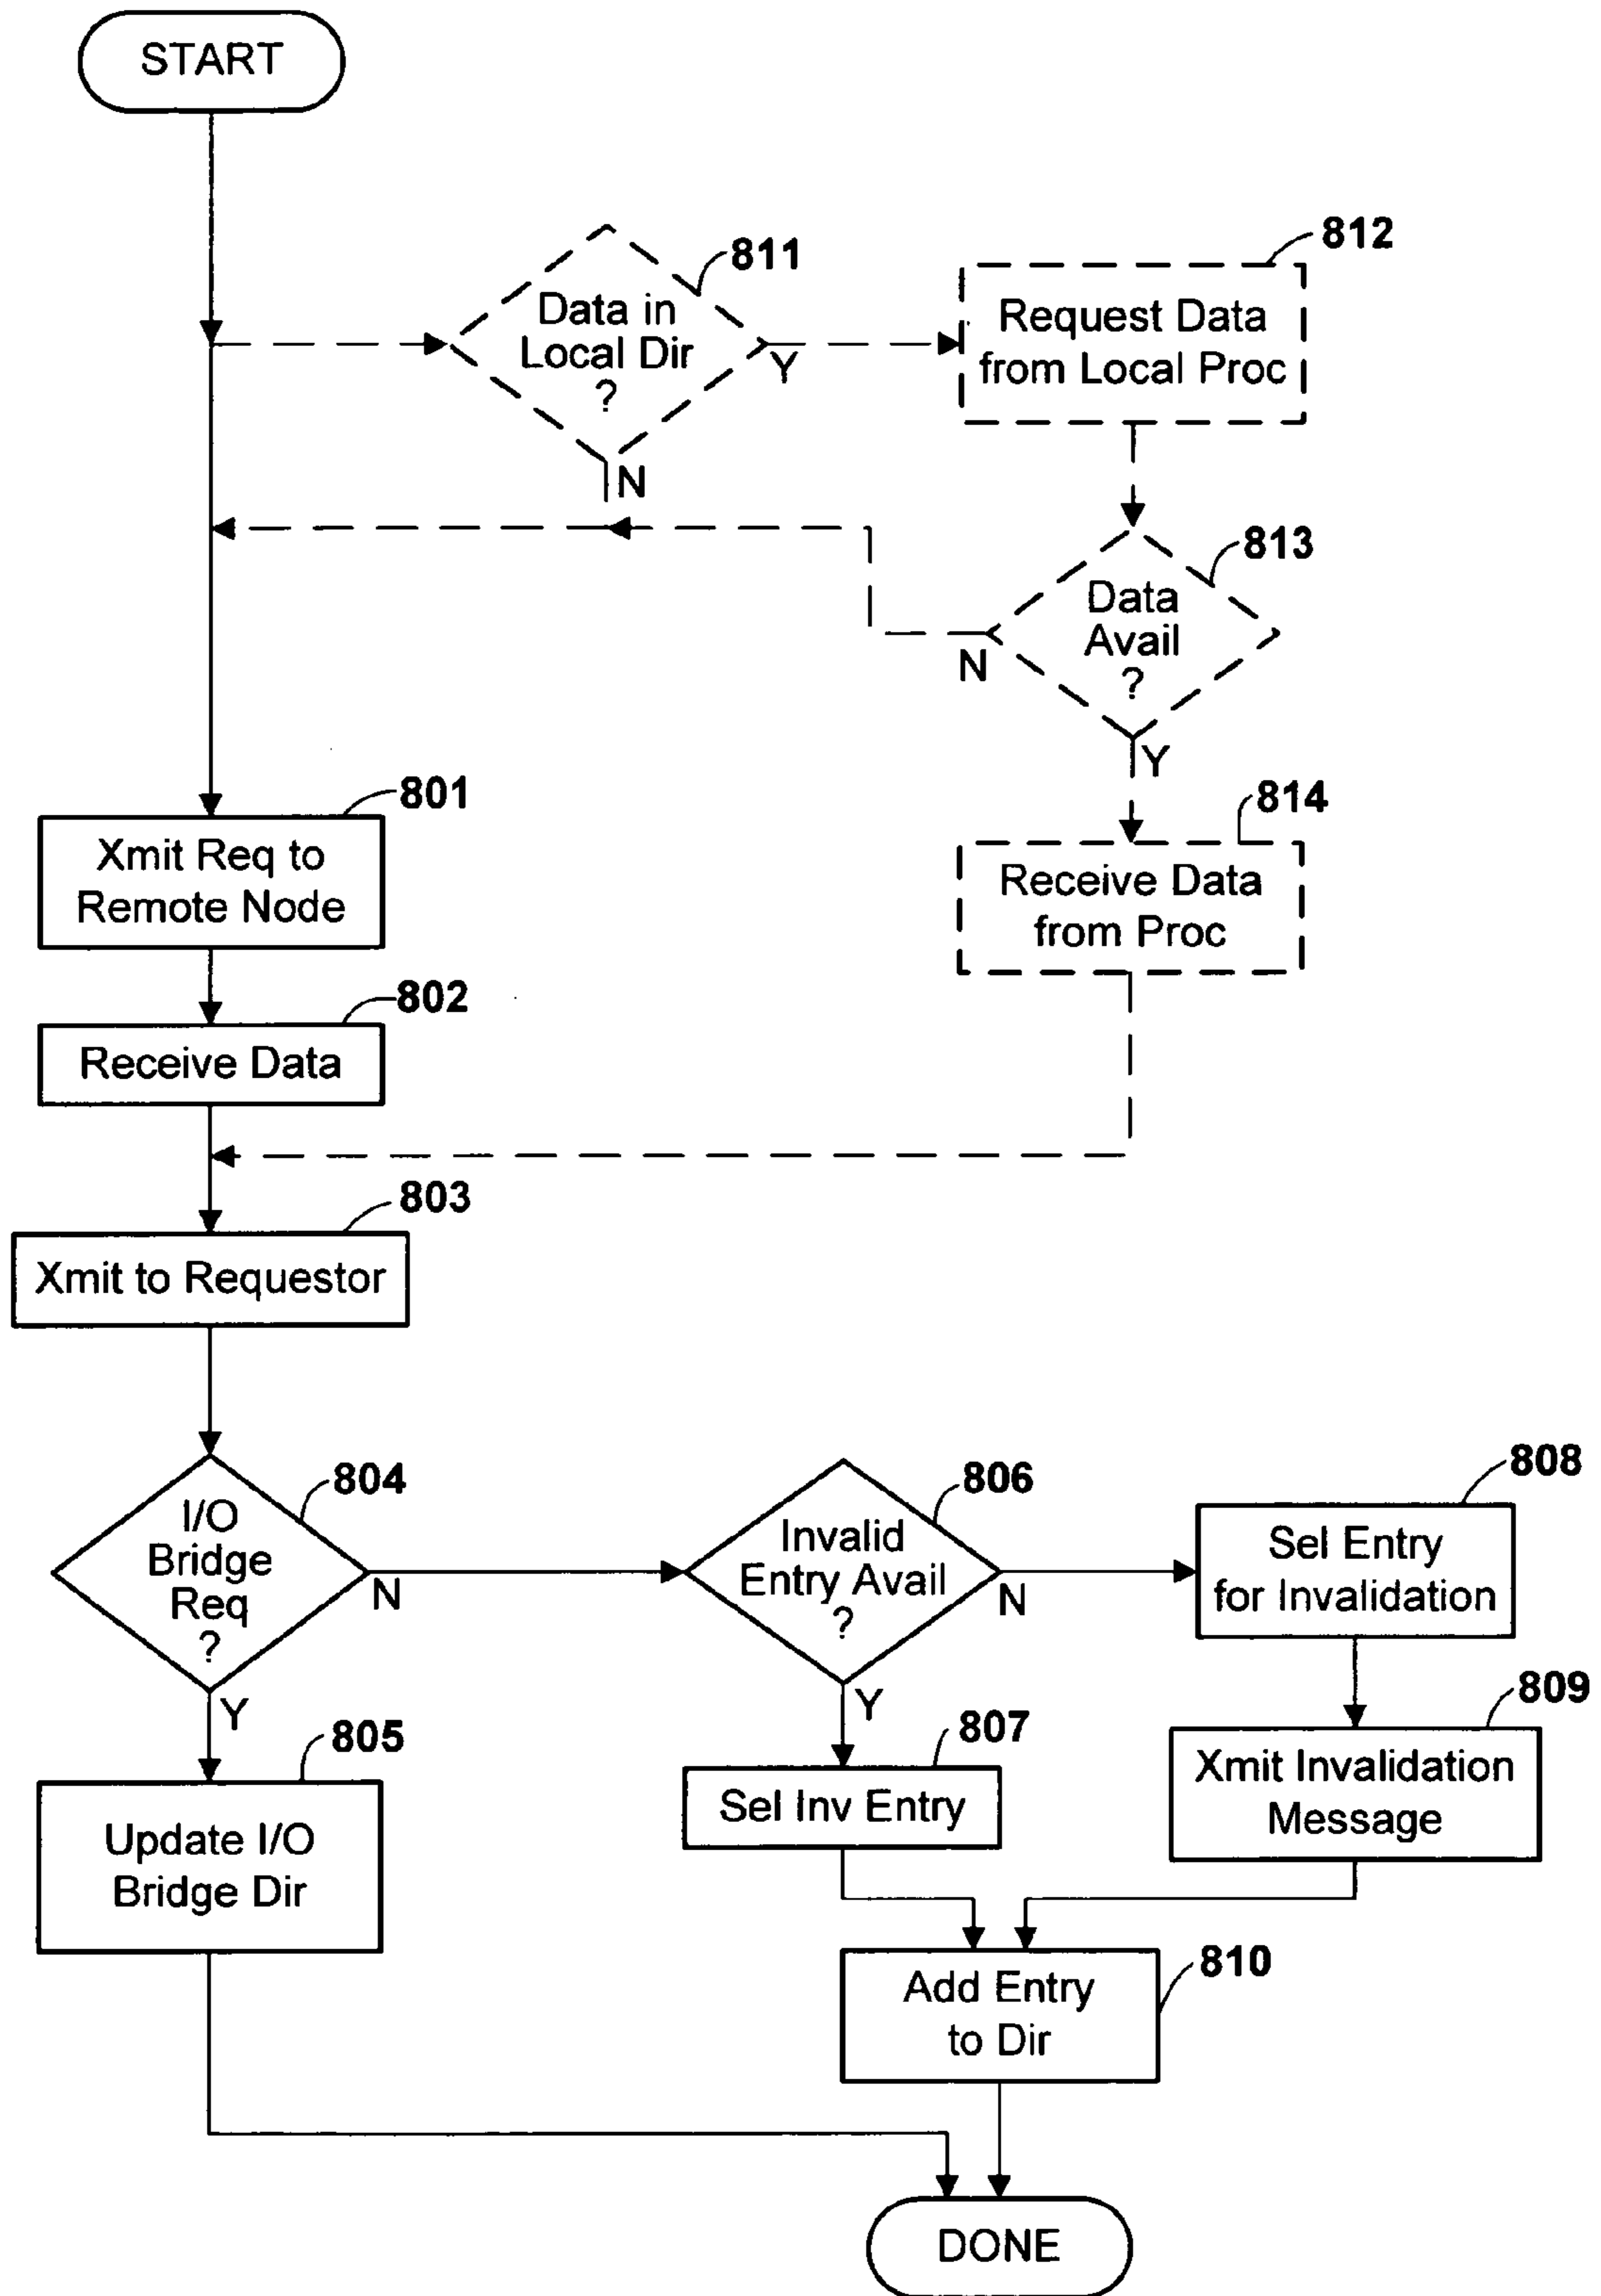 START
811
Data in
Local Dir
?
Y
N
812
Request Data
from Local Proc
813
Data
Avail
?
N
Y
814
Receive Data
from Proc
801
Xmit Req to
Remote Node
802
Receive Data
803
Xmit to Requestor
804
I/O
Bridge
Req
?
N
Y
805
Update I/O
Bridge Dir
806
Invalid
Entry Avail
?
N
Y
807
Sel Inv Entry
808
Sel Entry
for Invalidation
809
Xmit Invalidation
Message
810
Add Entry
to Dir
DONE